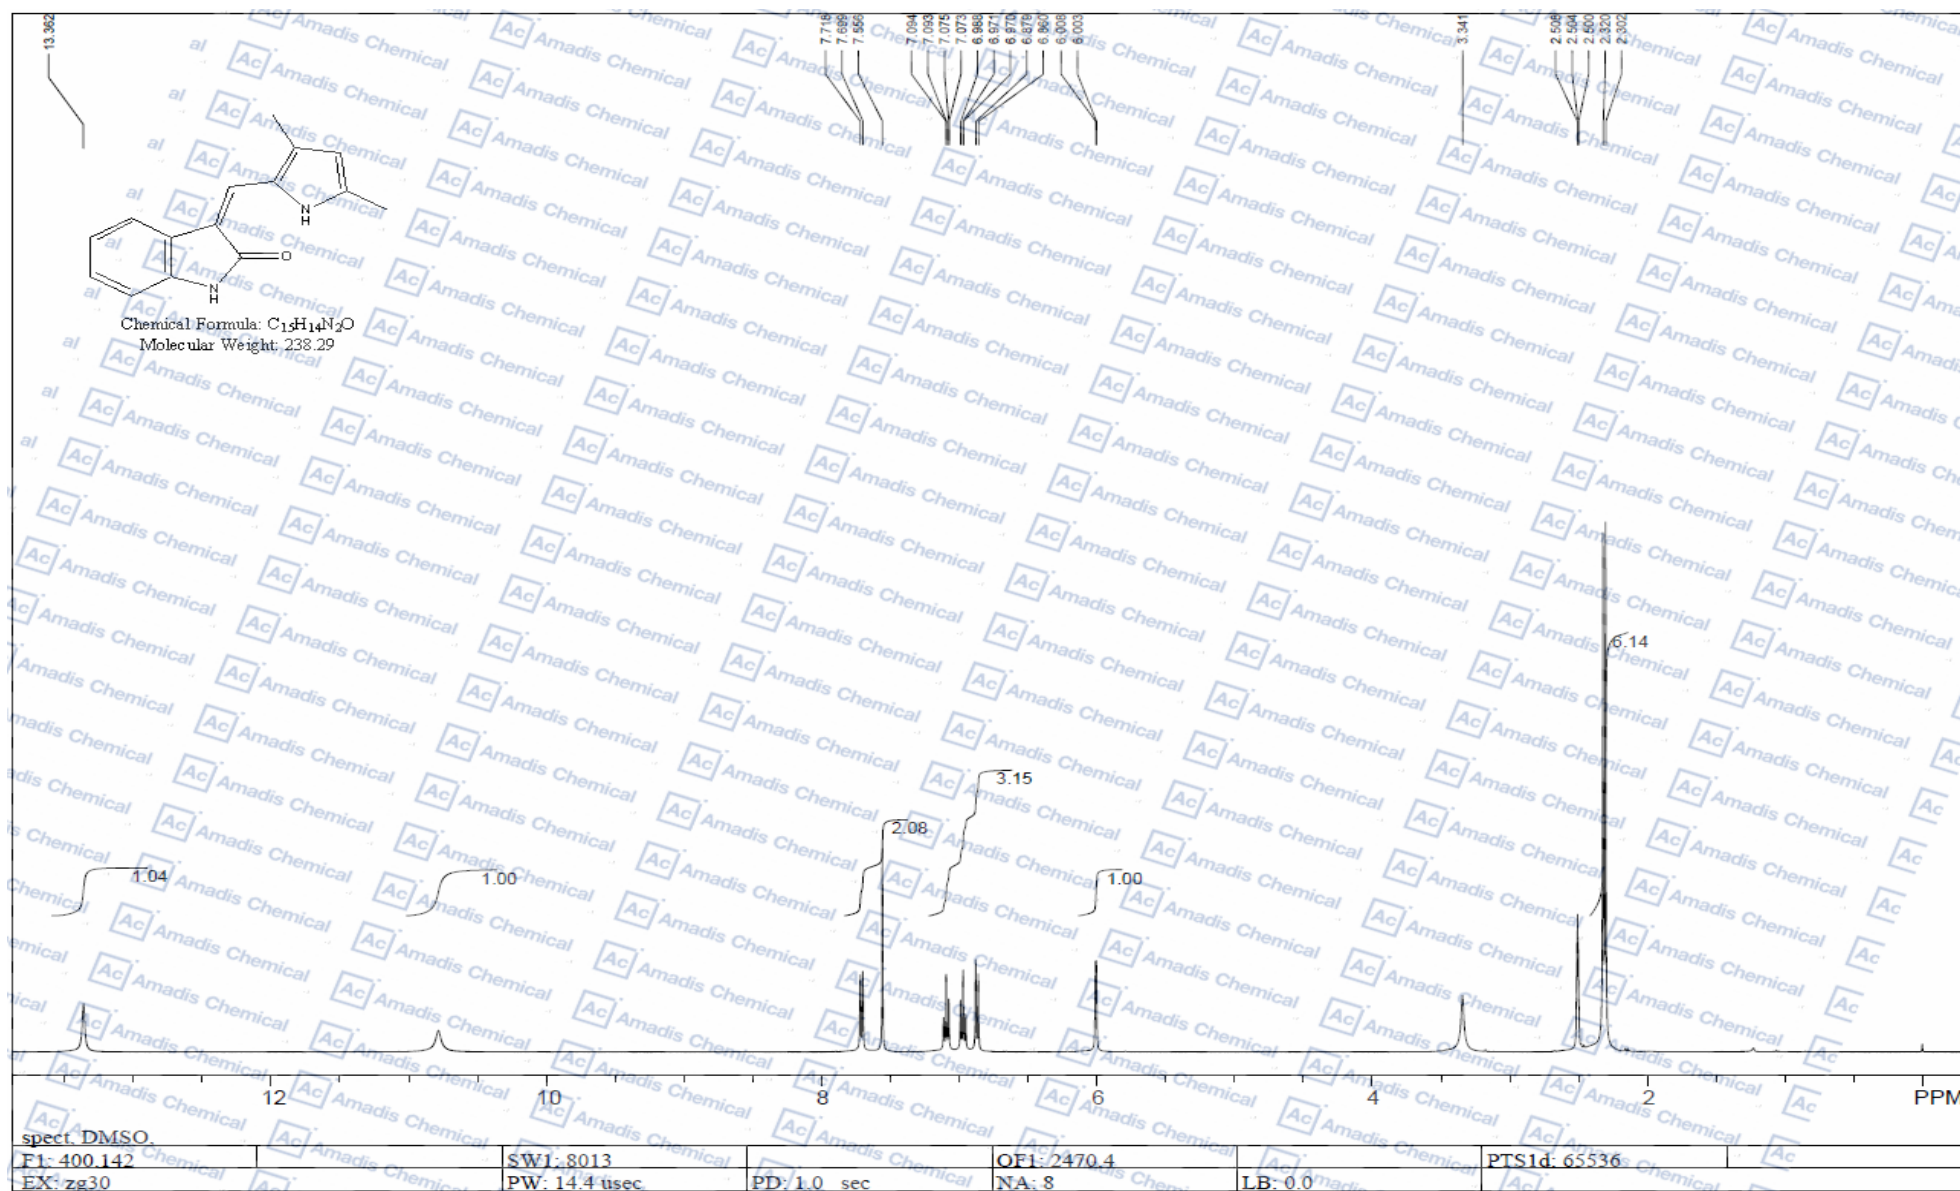 13.362
7.718
7.699
7.556
7.094
7.093
7.075
7.073
6.988
6.971
6.970
6.879
6.860
6.008
6.003
3.341
2.508
2.504
2.500
2.320
2.302
N
H
O
N
H
Chemical Formula: C15H14N2O
Molecular Weight: 238.29
6.14
3.15
2.08
1.04
1.00
1.00
12 10 8 6 4 2 PPM
spect. DMSO.
F1: 400.142 SW1: 8013 OF1: 2470.4 PTS1d: 65536
EX: zg30 PW: 14.4 usec PD: 1.0 sec NA: 8 LB: 0.0
Ac Amadis Chemical